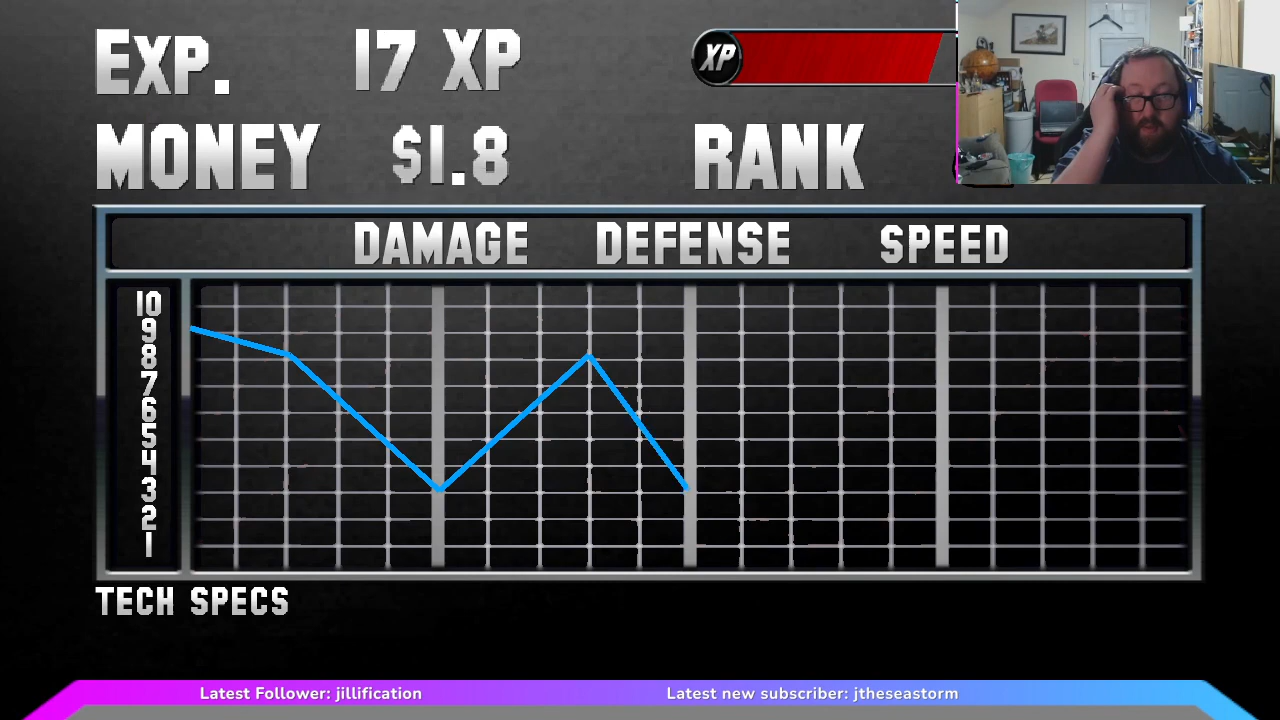 EXP. 17 XP XP
MONEY $1.8 RANK
DAMAGE DEFENSE SPEED
10
9
8
7
6
5
4
3
2
1
TECH SPECS
Latest Follower: jillification Latest new subscriber: jtheseastorm